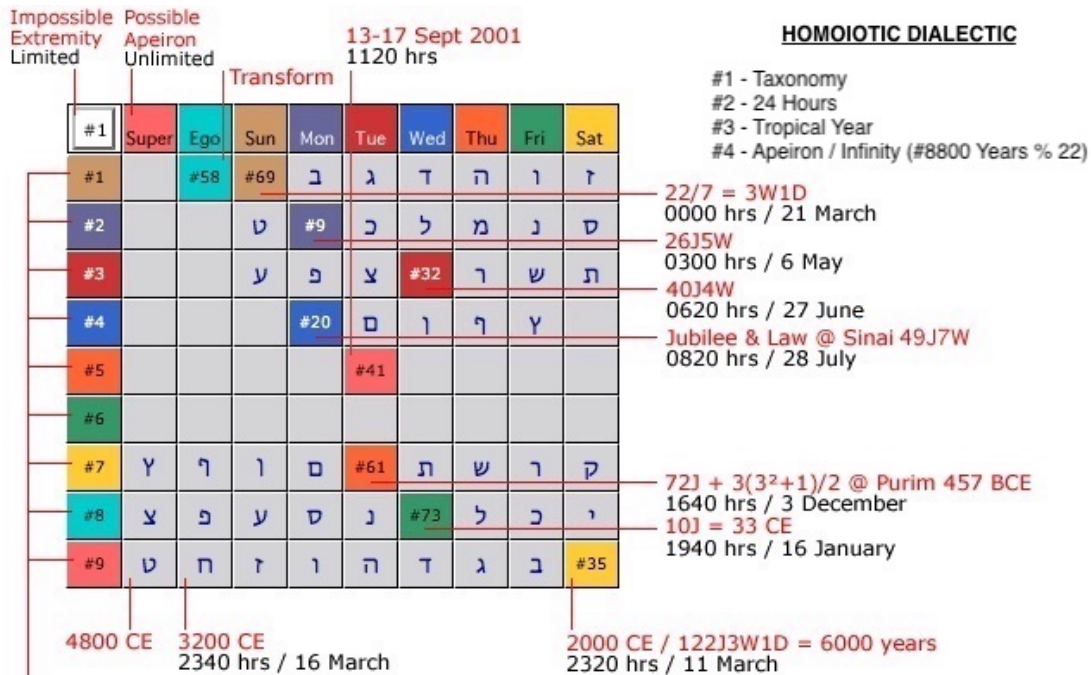 Impossible Possible
Extremity Apeiron
Limited Unlimited
Transform
13-17 Sept 2001
1120 hrs
HOMOIOTIC DIALECTIC
#1 - Taxonomy
#2 - 24 Hours
#3 - Tropical Year
#4 - Apeiron / Infinity (#8800 Years % 22)
#1 Super Ego Sun Mon Tue Wed Thu Fri Sat
#1 #58 #69 ב ג ד ה ו ז
#2 ט #9 כ ל מ נ ס
#3 ע פ צ #32 ר ש ת
#4 #20 ם ן ף ץ
#5 #41
#6
#7 ץ ף ן ם #61 ת ש ר ק
#8 צ פ ע ס נ #73 ל כ י
#9 ט ח ז ו ה ד ג ב #35
22/7 = 3W1D
0000 hrs / 21 March
26J5W
0300 hrs / 6 May
40J4W
0620 hrs / 27 June
Jubilee & Law @ Sinai 49J7W
0820 hrs / 28 July
72J + 3(3²+1)/2 @ Purim 457 BCE
1640 hrs / 3 December
10J = 33 CE
1940 hrs / 16 January
4800 CE
3200 CE
2340 hrs / 16 March
2000 CE / 122J3W1D = 6000 years
2320 hrs / 11 March